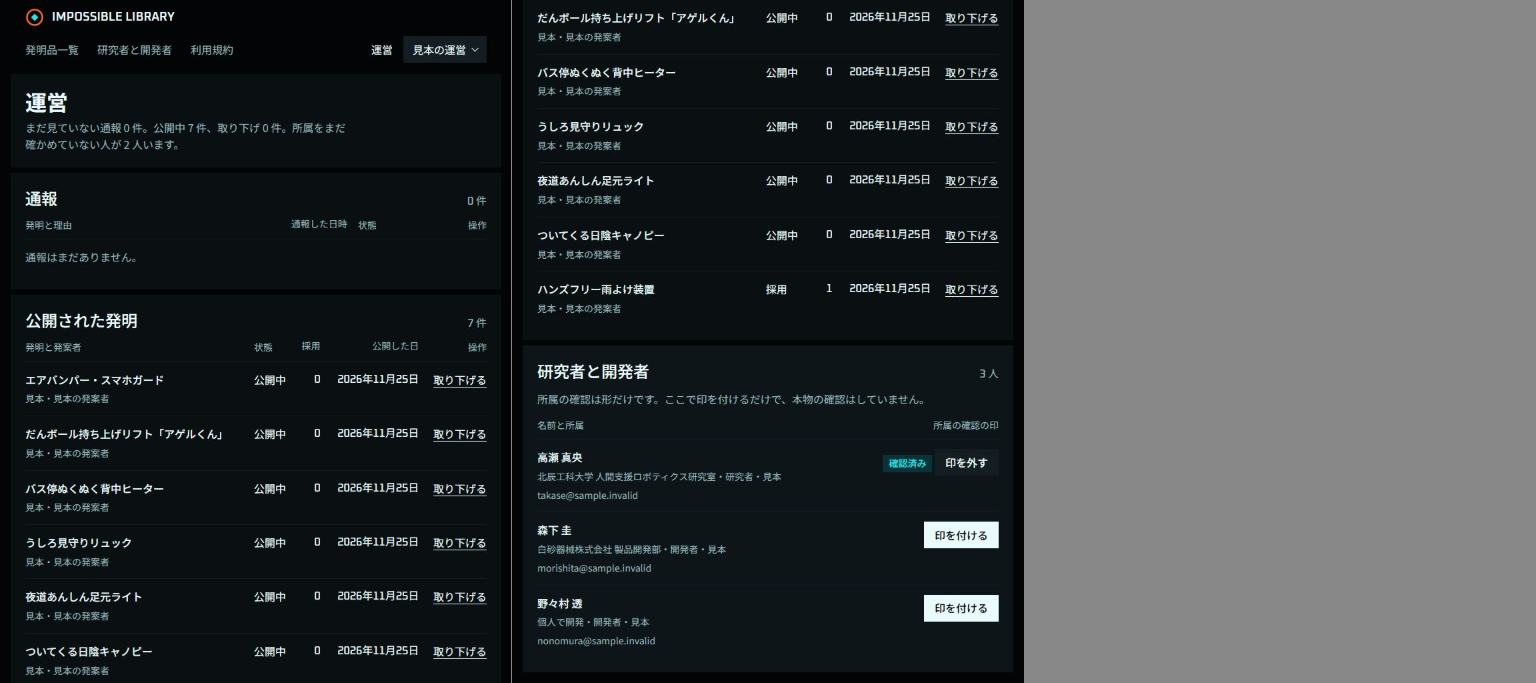 IMPOSSIBLE LIBRARY
発明品一覧 研究者と開発者 利用規約 運営 見本の運営
運営
まだ見ていない通報 0 件。公開中 7 件、取り下げ 0 件。所属をまだ
確かめていない人が 2 人います。
通報 0 件
発明と理由 通報した日時 状態 操作
通報はまだありません。
公開された発明 7 件
発明と発案者 状態 採用 公開した日 操作
エアバンパー・スマホガード 公開中 0 2026年11月25日 取り下げる
見本・見本の発案者
だんボール持ち上げリフト「アゲルくん」 公開中 0 2026年11月25日 取り下げる
見本・見本の発案者
バス停ぬくぬく背中ヒーター 公開中 0 2026年11月25日 取り下げる
見本・見本の発案者
うしろ見守りリュック 公開中 0 2026年11月25日 取り下げる
見本・見本の発案者
夜道あんしん足元ライト 公開中 0 2026年11月25日 取り下げる
見本・見本の発案者
ついてくる日陰キャノピー 公開中 0 2026年11月25日 取り下げる
見本・見本の発案者
だんボール持ち上げリフト「アゲルくん」 公開中 0 2026年11月25日 取り下げる
見本・見本の発案者
バス停ぬくぬく背中ヒーター 公開中 0 2026年11月25日 取り下げる
見本・見本の発案者
うしろ見守りリュック 公開中 0 2026年11月25日 取り下げる
見本・見本の発案者
夜道あんしん足元ライト 公開中 0 2026年11月25日 取り下げる
見本・見本の発案者
ついてくる日陰キャノピー 公開中 0 2026年11月25日 取り下げる
見本・見本の発案者
ハンズフリー雨よけ装置 採用 1 2026年11月25日 取り下げる
見本・見本の発案者
研究者と開発者 3 人
所属の確認は形だけです。ここで印を付けるだけで、本物の確認はしていません。
名前と所属 所属の確認の印
高瀬 真央 確認済み 印を外す
北辰工科大学 人間支援ロボティクス研究室・研究者・見本
takase@sample.invalid
森下 圭 印を付ける
白砂器械株式会社 製品開発部・開発者・見本
morishita@sample.invalid
野々村 透 印を付ける
個人で開発・開発者・見本
nonomura@sample.invalid